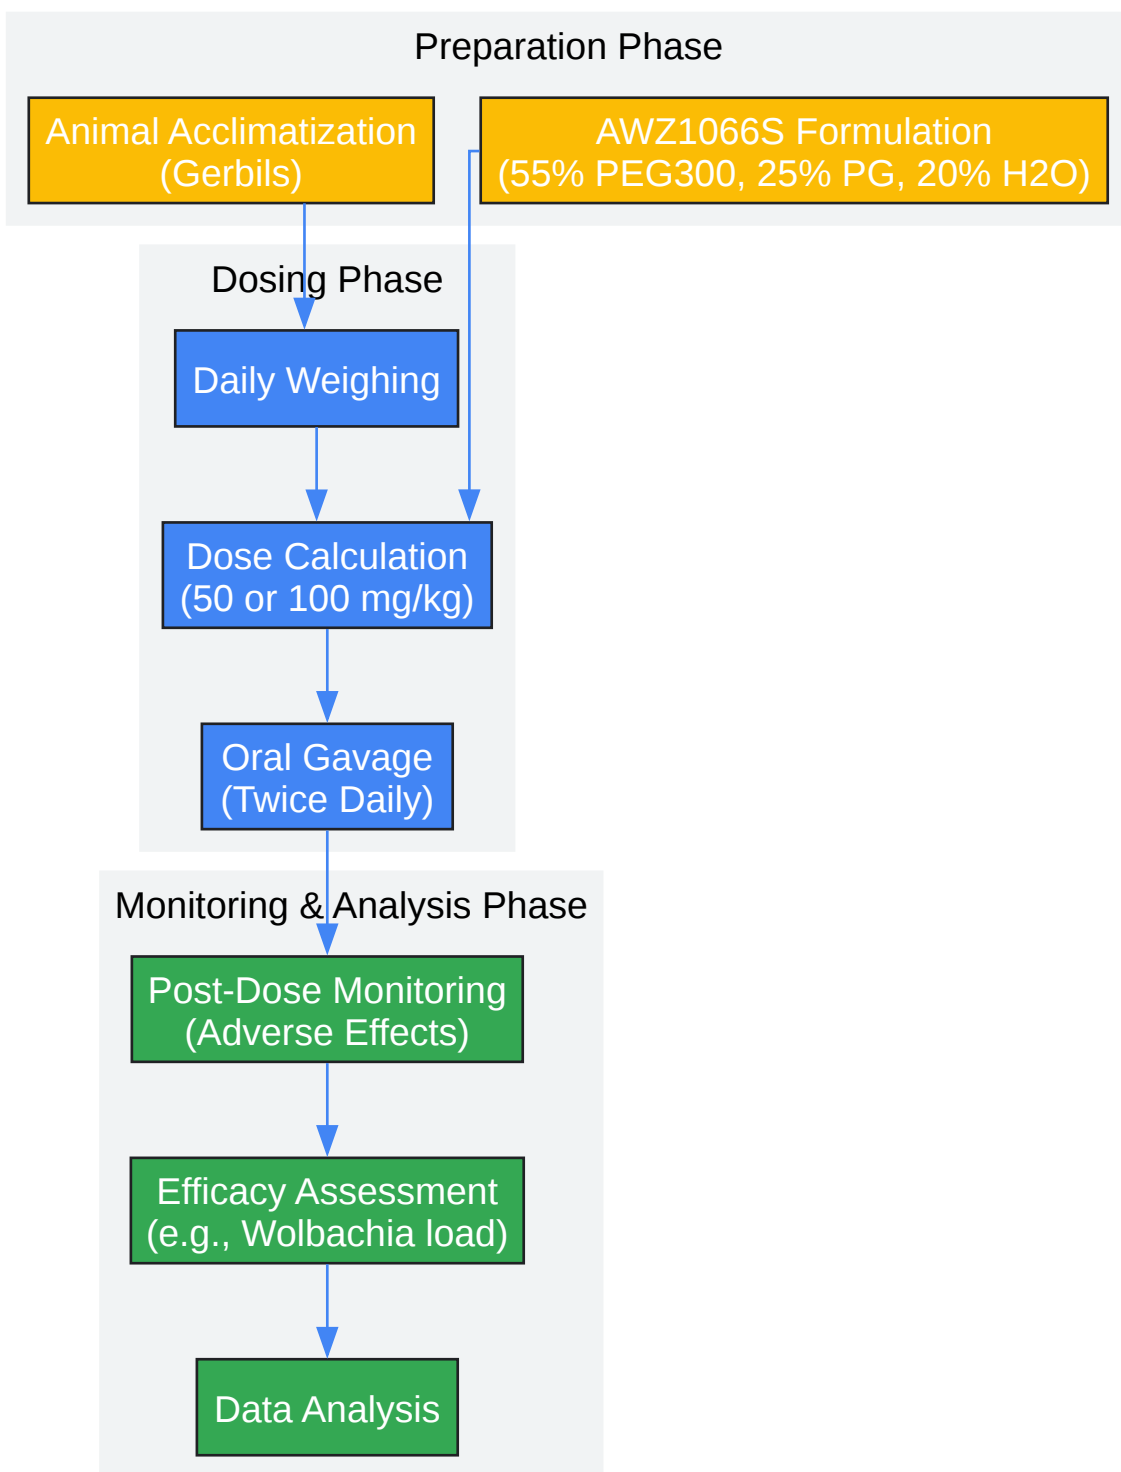 Preparation Phase
Animal Acclimatization
(Gerbils)
AWZ1066S Formulation
(55% PEG300, 25% PG, 20% H2O)
Dosing Phase
Daily Weighing
Dose Calculation
(50 or 100 mg/kg)
Oral Gavage
(Twice Daily)
Monitoring & Analysis Phase
Post-Dose Monitoring
(Adverse Effects)
Efficacy Assessment
(e.g., Wolbachia load)
Data Analysis